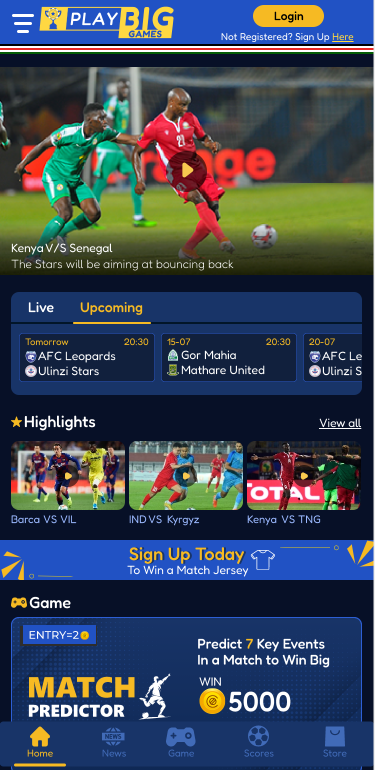 PLAY BIG
GAMES
Login
Not Registered? Sign Up Here
21
orange
Kenya V/S Senegal
The Stars will be aiming at bouncing back
Live
Upcoming
Tomorrow 20:30
AFC Leopards
Ulinzi Stars
15-07 20:30
Gor Mahia
Mathare United
20-07
AFC Le
Ulinzi S
Highlights
View all
TOTAL
Barca VS VIL
IND VS Kyrgyz
Kenya VS TNG
Sign Up Today
To Win a Match Jersey
Game
ENTRY=2
Predict 7 Key Events
In a Match to Win Big
MATCH
PREDICTOR
WIN
5000
NEWS
Home
News
Game
Scores
Store